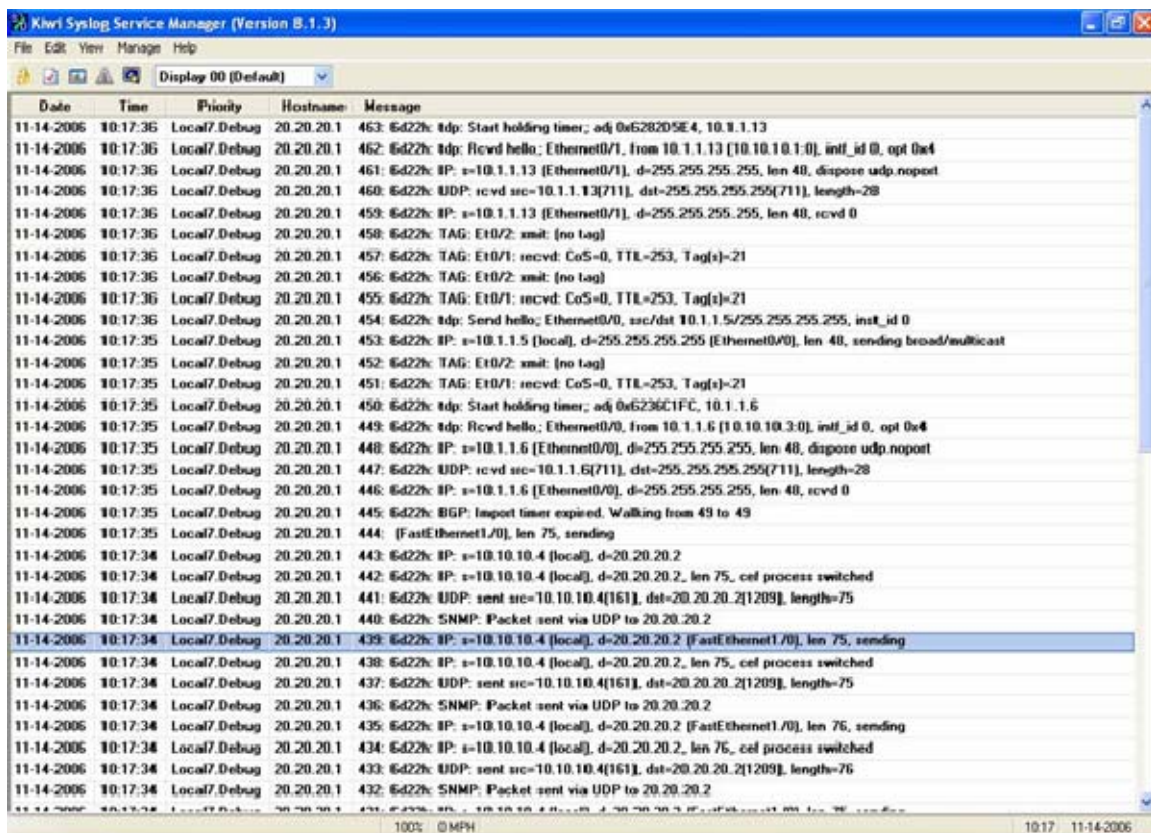 Kiwi Syslog Service Manager (Version 8.1.3)
File Edit View Manage Help
Display 00 (Default)
Date Time Priority Hostname Message
11-14-2006 10:17:36 Local7.Debug 20.20.20.1 463: 6d22h: tdp: Start holding timer; adj 0x6282D5E4, 10.1.1.13
11-14-2006 10:17:36 Local7.Debug 20.20.20.1 462: 6d22h: tdp: Rcvd hello; Ethernet0/1, from 10.1.1.13 (10.10.10.1:0), intf_id 0, opt 0x4
11-14-2006 10:17:36 Local7.Debug 20.20.20.1 461: 6d22h: IP: s=10.1.1.13 (Ethernet0/1), d=255.255.255.255, len 48, dispose udp.noport
11-14-2006 10:17:36 Local7.Debug 20.20.20.1 460: 6d22h: UDP: rcvd src=10.1.1.13(711), dst=255.255.255.255(711), length=28
11-14-2006 10:17:36 Local7.Debug 20.20.20.1 459: 6d22h: IP: s=10.1.1.13 (Ethernet0/1), d=255.255.255.255, len 48, rcvd 0
11-14-2006 10:17:36 Local7.Debug 20.20.20.1 458: 6d22h: TAG: Et0/2: xmit: (no tag)
11-14-2006 10:17:36 Local7.Debug 20.20.20.1 457: 6d22h: TAG: Et0/1: recvd: CoS=0, TTL=253, Tag(s)=21
11-14-2006 10:17:36 Local7.Debug 20.20.20.1 456: 6d22h: TAG: Et0/2: xmit: (no tag)
11-14-2006 10:17:36 Local7.Debug 20.20.20.1 455: 6d22h: TAG: Et0/1: recvd: CoS=0, TTL=253, Tag(s)=21
11-14-2006 10:17:36 Local7.Debug 20.20.20.1 454: 6d22h: tdp: Send hello; Ethernet0/0, src/dst 10.1.1.5/255.255.255.255, inst_id 0
11-14-2006 10:17:36 Local7.Debug 20.20.20.1 453: 6d22h: IP: s=10.1.1.5 (local), d=255.255.255.255 (Ethernet0/0), len 48, sending broad/multicast
11-14-2006 10:17:35 Local7.Debug 20.20.20.1 452: 6d22h: TAG: Et0/2: xmit: (no tag)
11-14-2006 10:17:35 Local7.Debug 20.20.20.1 451: 6d22h: TAG: Et0/1: recvd: CoS=0, TTL=253, Tag(s)=21
11-14-2006 10:17:35 Local7.Debug 20.20.20.1 450: 6d22h: tdp: Start holding timer; adj 0x6236C1FC, 10.1.1.6
11-14-2006 10:17:35 Local7.Debug 20.20.20.1 449: 6d22h: tdp: Rcvd hello; Ethernet0/0, from 10.1.1.6 (10.10.10.3:0), intf_id 0, opt 0x4
11-14-2006 10:17:35 Local7.Debug 20.20.20.1 448: 6d22h: IP: s=10.1.1.6 (Ethernet0/0), d=255.255.255.255, len 48, dispose udp.noport
11-14-2006 10:17:35 Local7.Debug 20.20.20.1 447: 6d22h: UDP: rcvd src=10.1.1.6(711), dst=255.255.255.255(711), length=28
11-14-2006 10:17:35 Local7.Debug 20.20.20.1 446: 6d22h: IP: s=10.1.1.6 (Ethernet0/0), d=255.255.255.255, len 48, rcvd 0
11-14-2006 10:17:35 Local7.Debug 20.20.20.1 445: 6d22h: BGP: Import timer expired. Walking from 49 to 49
11-14-2006 10:17:35 Local7.Debug 20.20.20.1 444: (FastEthernet1/0), len 75, sending
11-14-2006 10:17:34 Local7.Debug 20.20.20.1 443: 6d22h: IP: s=10.10.10.4 (local), d=20.20.20.2
11-14-2006 10:17:34 Local7.Debug 20.20.20.1 442: 6d22h: IP: s=10.10.10.4 (local), d=20.20.20.2, len 75, cef process switched
11-14-2006 10:17:34 Local7.Debug 20.20.20.1 441: 6d22h: UDP: sent src=10.10.10.4(161), dst=20.20.20.2(1209), length=75
11-14-2006 10:17:34 Local7.Debug 20.20.20.1 440: 6d22h: SNMP: Packet sent via UDP to 20.20.20.2
11-14-2006 10:17:34 Local7.Debug 20.20.20.1 439: 6d22h: IP: s=10.10.10.4 (local), d=20.20.20.2 (FastEthernet1/0), len 75, sending
11-14-2006 10:17:34 Local7.Debug 20.20.20.1 438: 6d22h: IP: s=10.10.10.4 (local), d=20.20.20.2, len 75, cef process switched
11-14-2006 10:17:34 Local7.Debug 20.20.20.1 437: 6d22h: UDP: sent src=10.10.10.4(161), dst=20.20.20.2(1209), length=75
11-14-2006 10:17:34 Local7.Debug 20.20.20.1 436: 6d22h: SNMP: Packet sent via UDP to 20.20.20.2
11-14-2006 10:17:34 Local7.Debug 20.20.20.1 435: 6d22h: IP: s=10.10.10.4 (local), d=20.20.20.2 (FastEthernet1/0), len 76, sending
11-14-2006 10:17:34 Local7.Debug 20.20.20.1 434: 6d22h: IP: s=10.10.10.4 (local), d=20.20.20.2, len 76, cef process switched
11-14-2006 10:17:34 Local7.Debug 20.20.20.1 433: 6d22h: UDP: sent src=10.10.10.4(161), dst=20.20.20.2(1209), length=76
11-14-2006 10:17:34 Local7.Debug 20.20.20.1 432: 6d22h: SNMP: Packet sent via UDP to 20.20.20.2
100% 0 MPH 10:17 11-14-2006